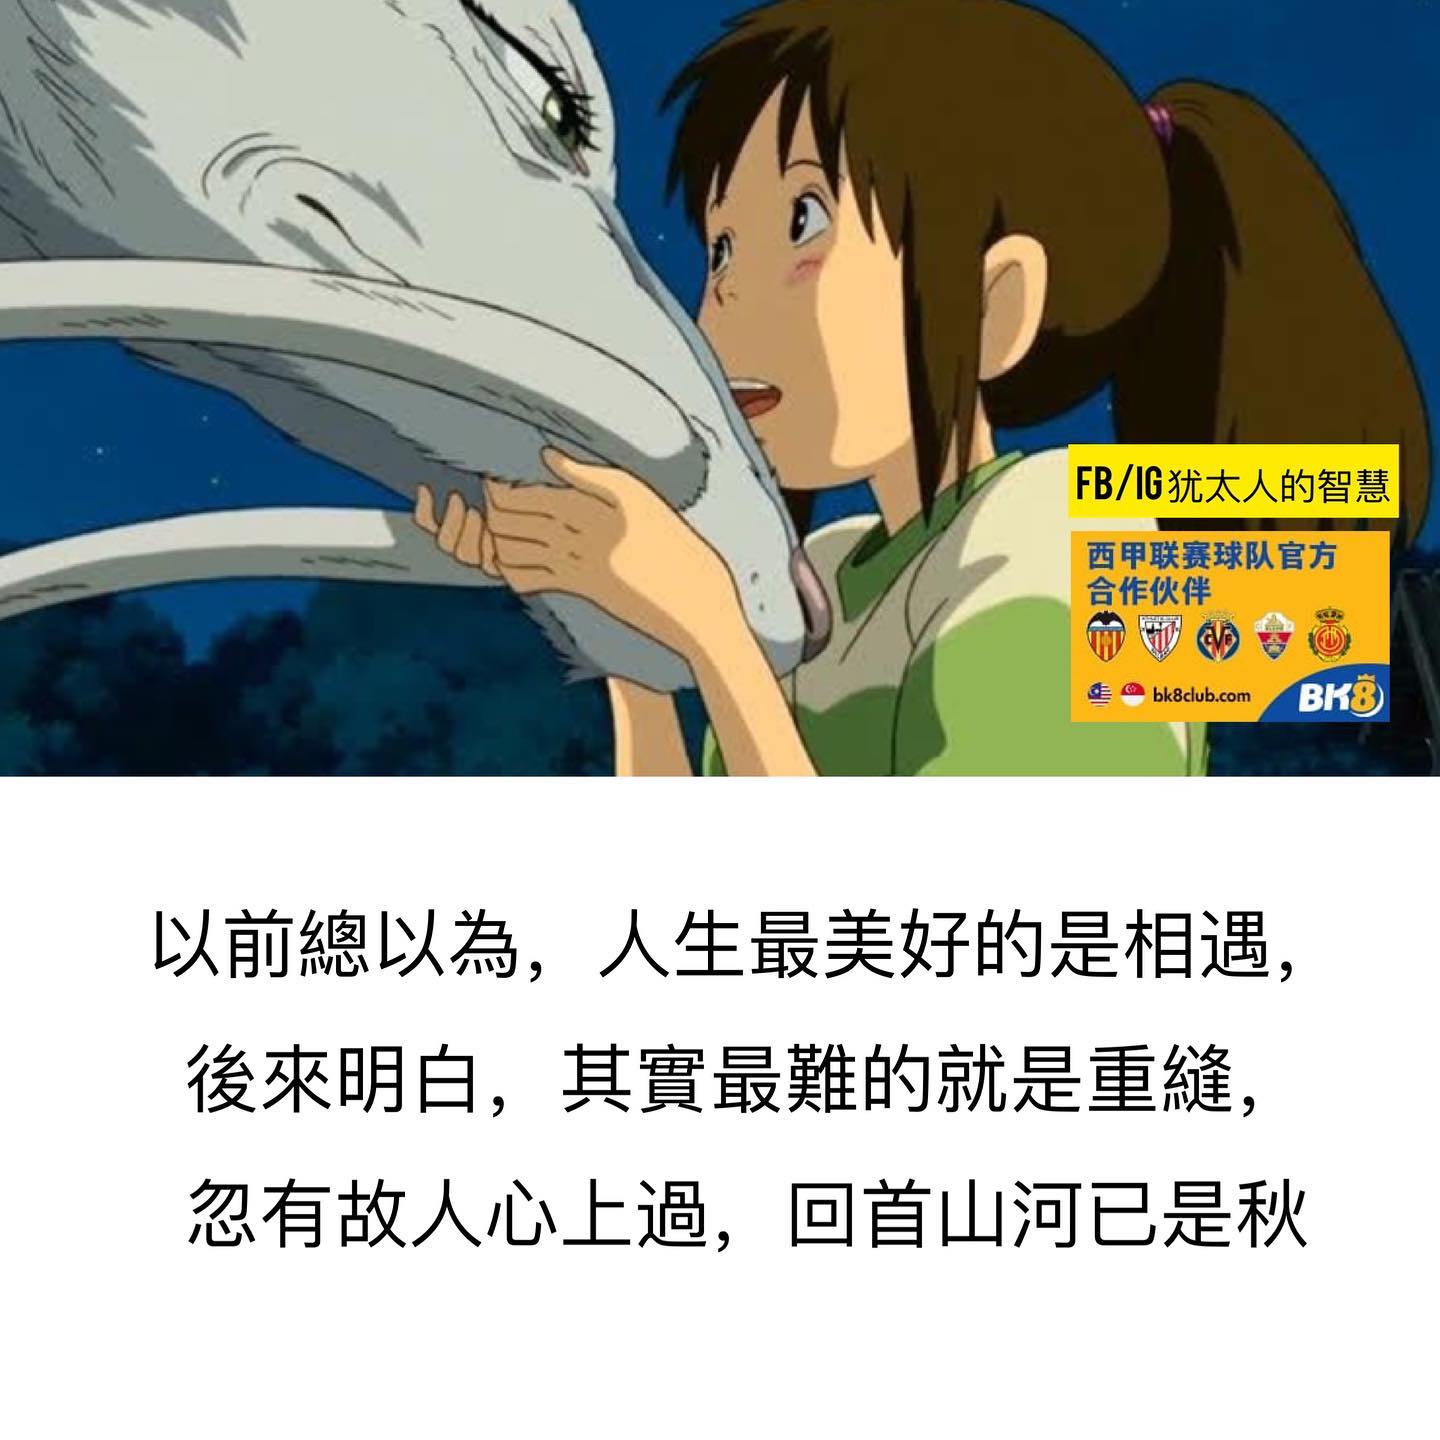 FB/IG犹太人的智慧
西甲联赛球队官方
合作伙伴
bk8club.com
BK8
以前總以為，人生最美好的是相遇，
後來明白，其實最難的就是重縫，
忽有故人心上過，回首山河已是秋